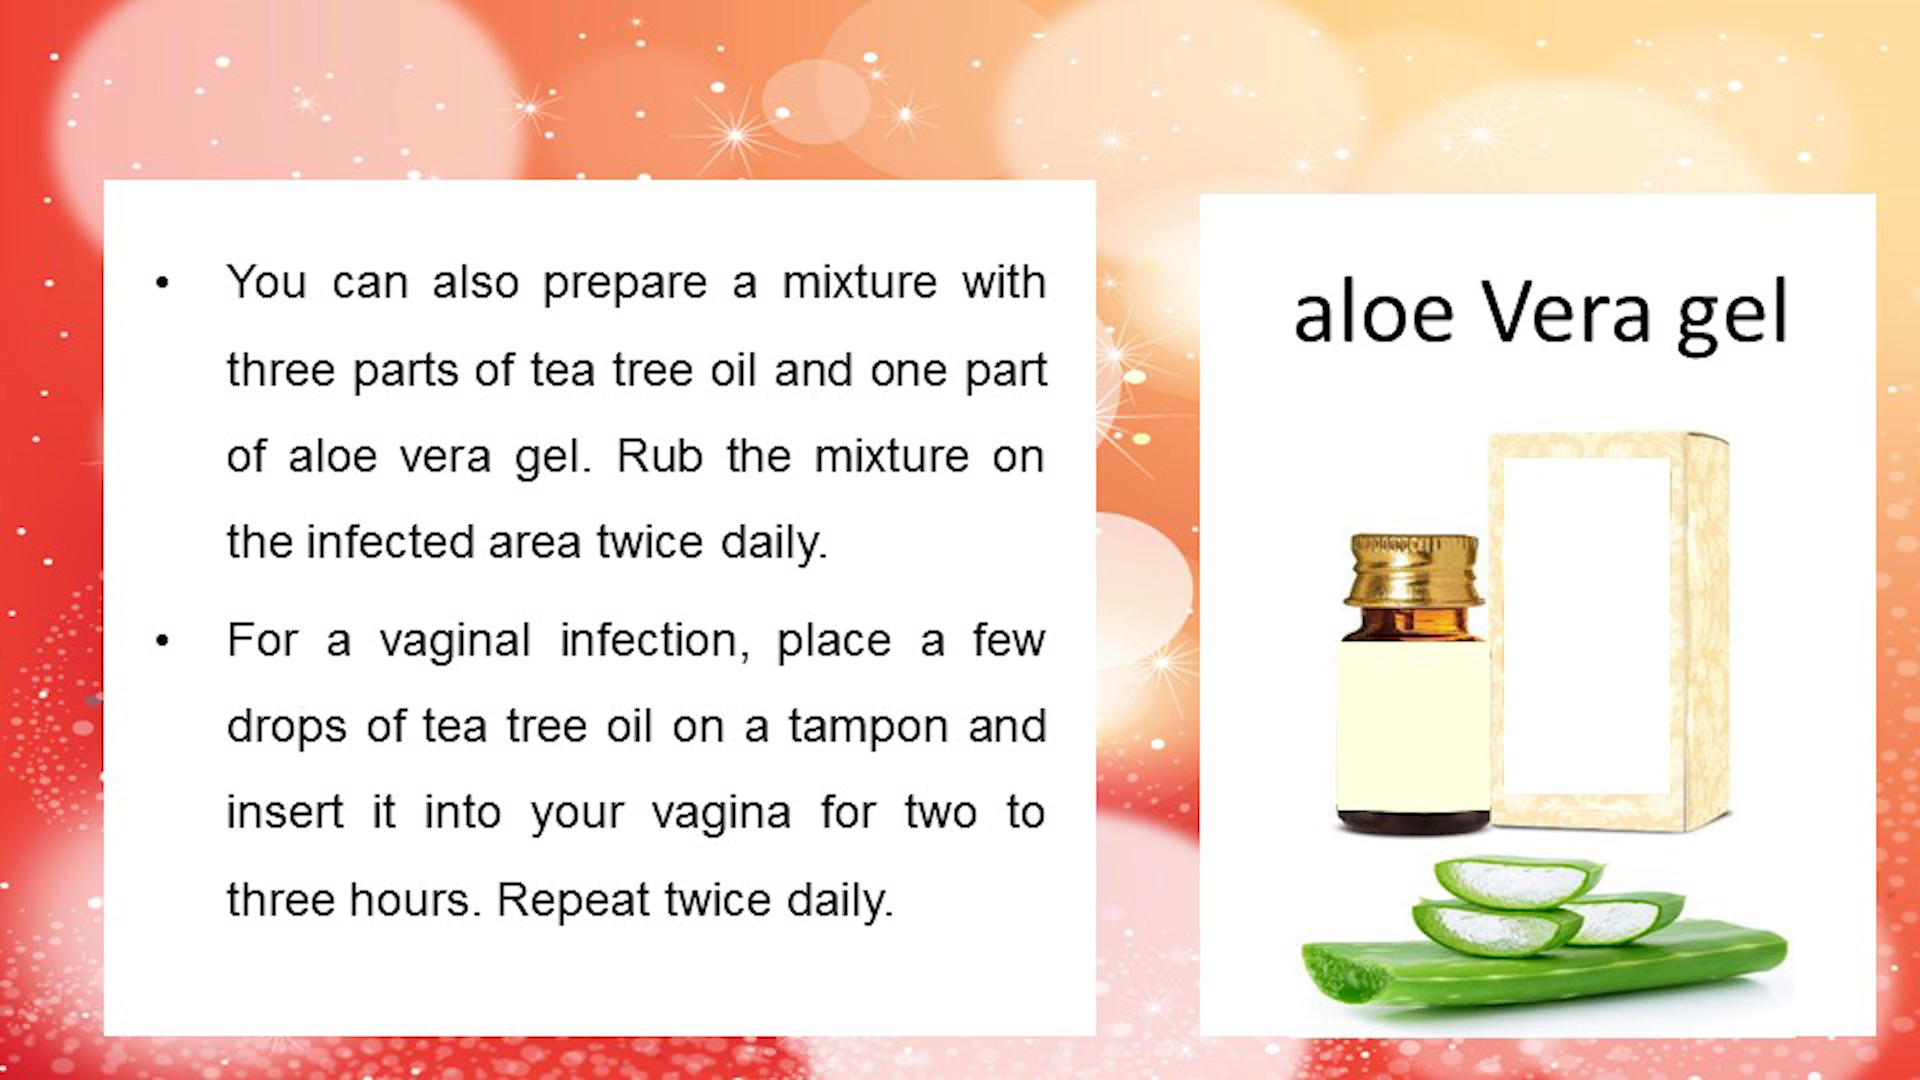 • You can also prepare a mixture with
three parts of tea tree oil and one part
of aloe vera gel. Rub the mixture on
the infected area twice daily.
• For a vaginal infection, place a few
drops of tea tree oil on a tampon and
insert it into your vagina for two to
three hours. Repeat twice daily.
aloe Vera gel